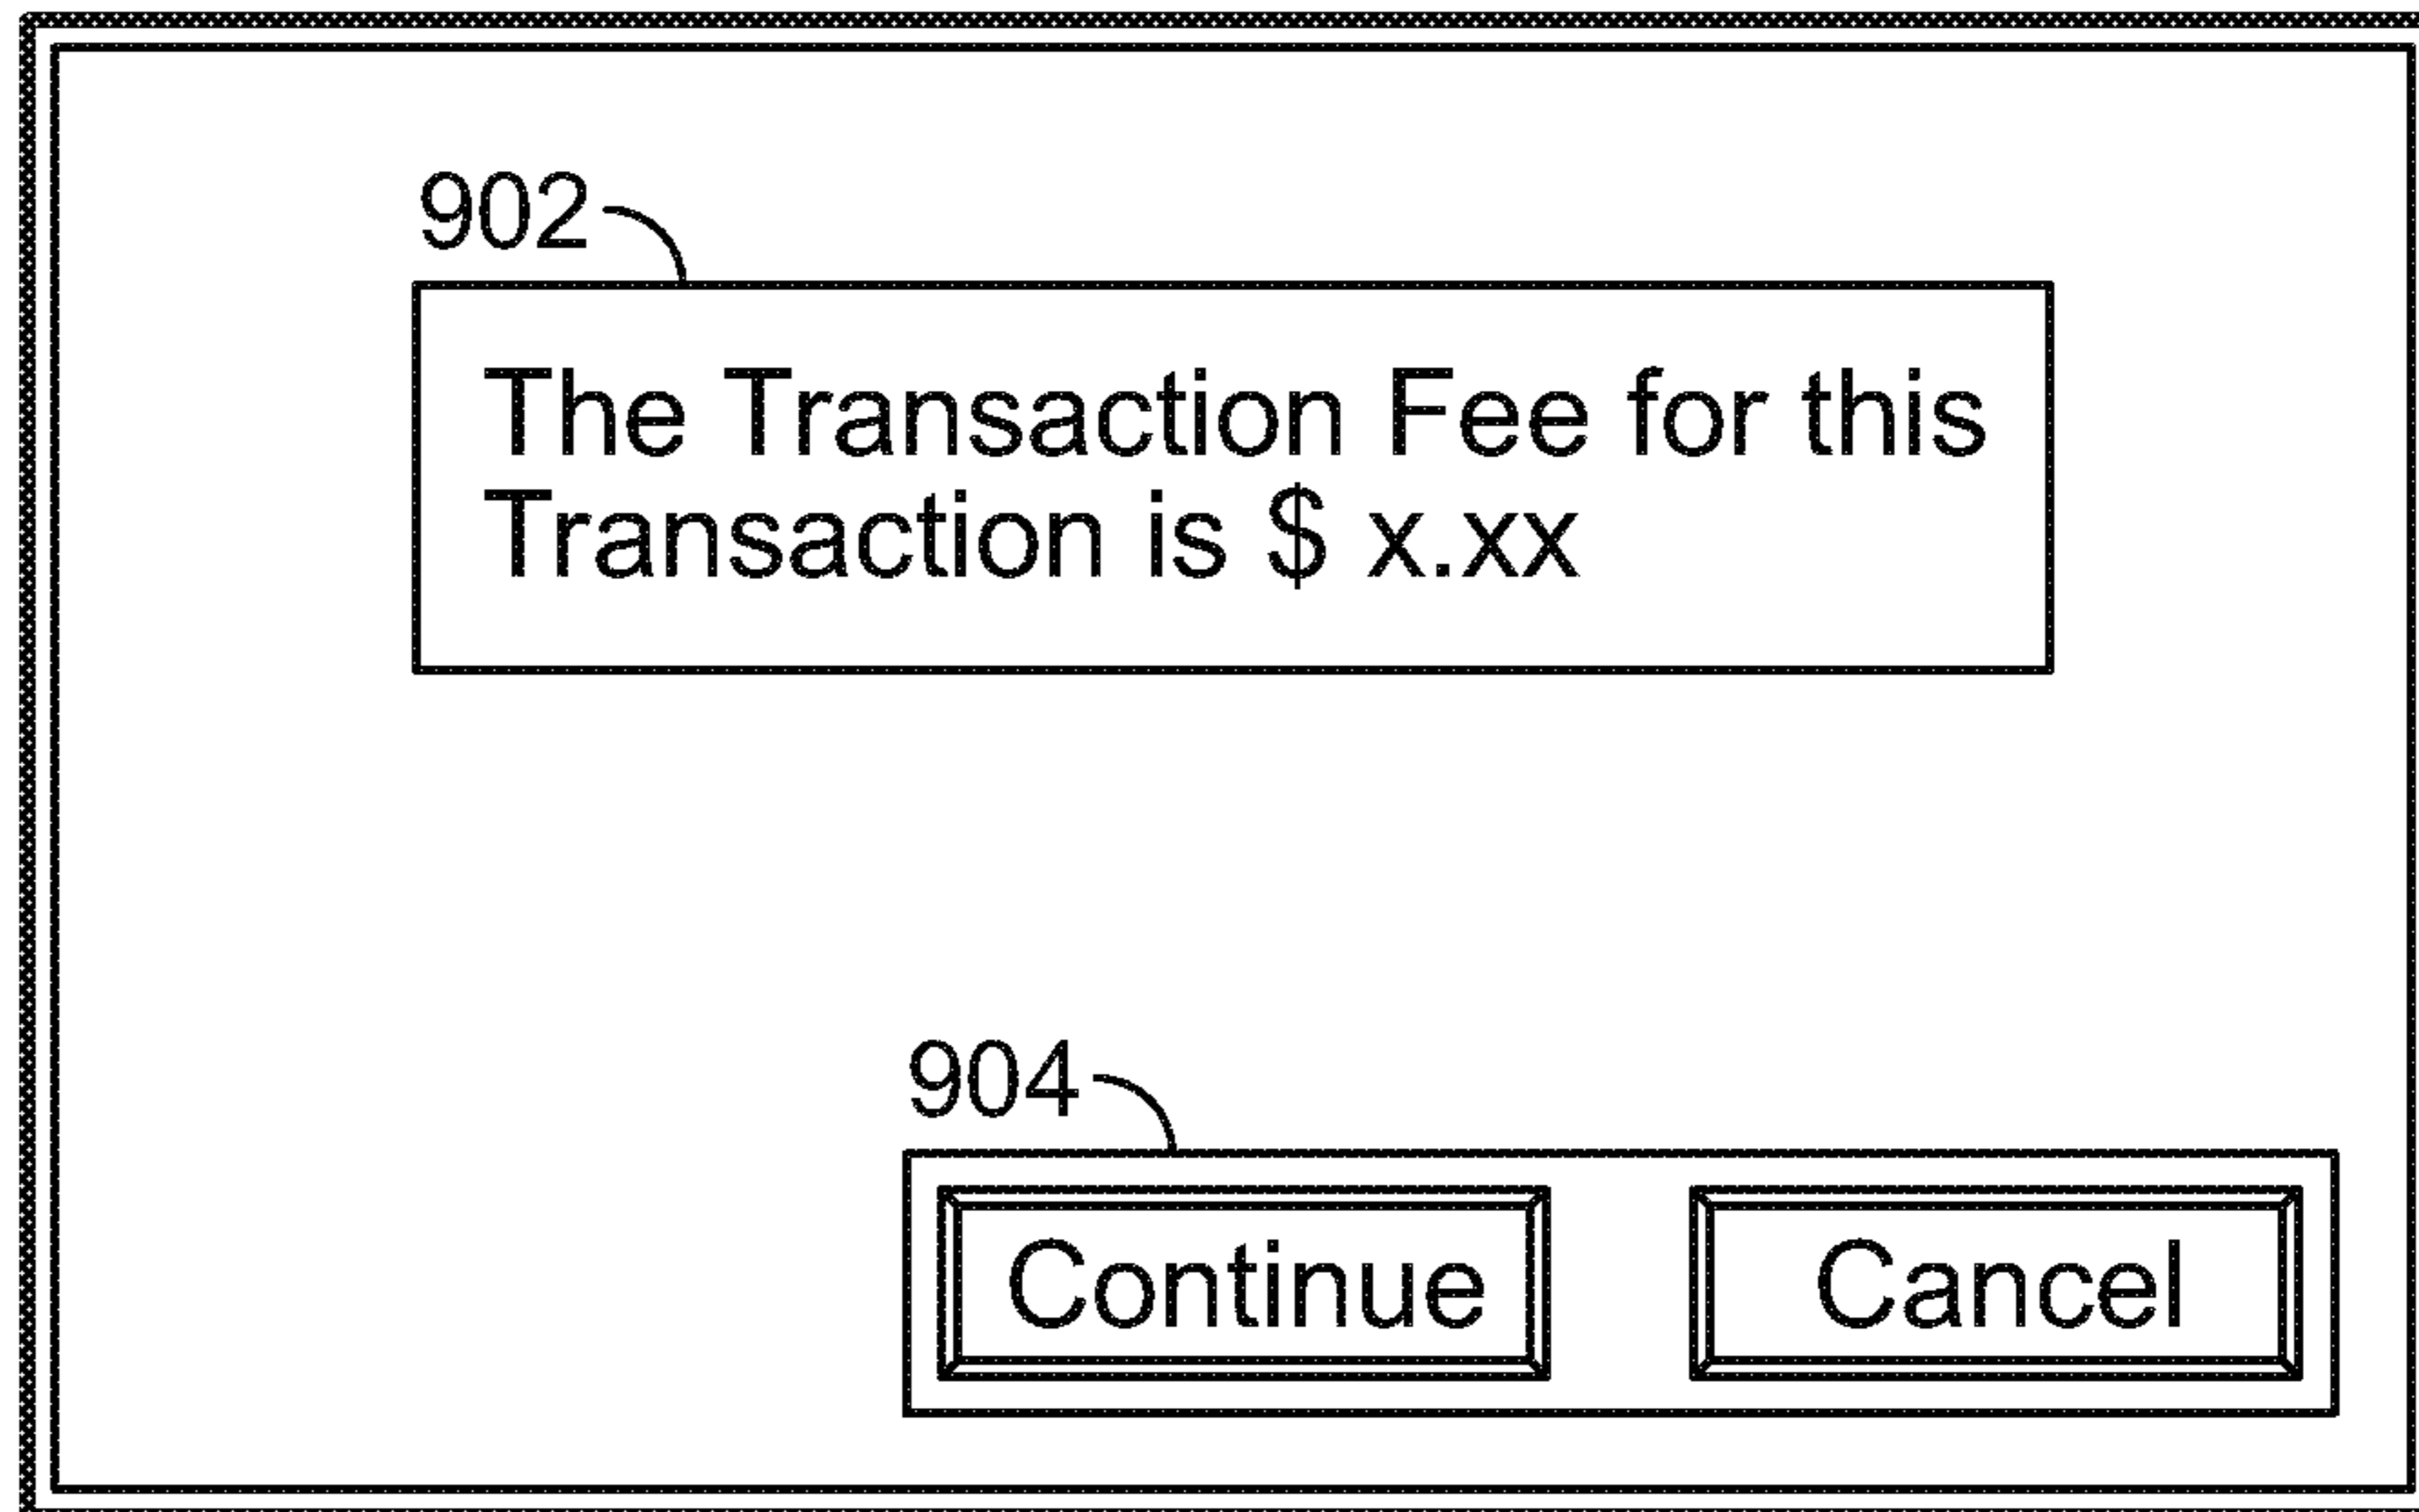 902
The Transaction Fee for this
Transaction is $ x.xx
904
Continue Cancel